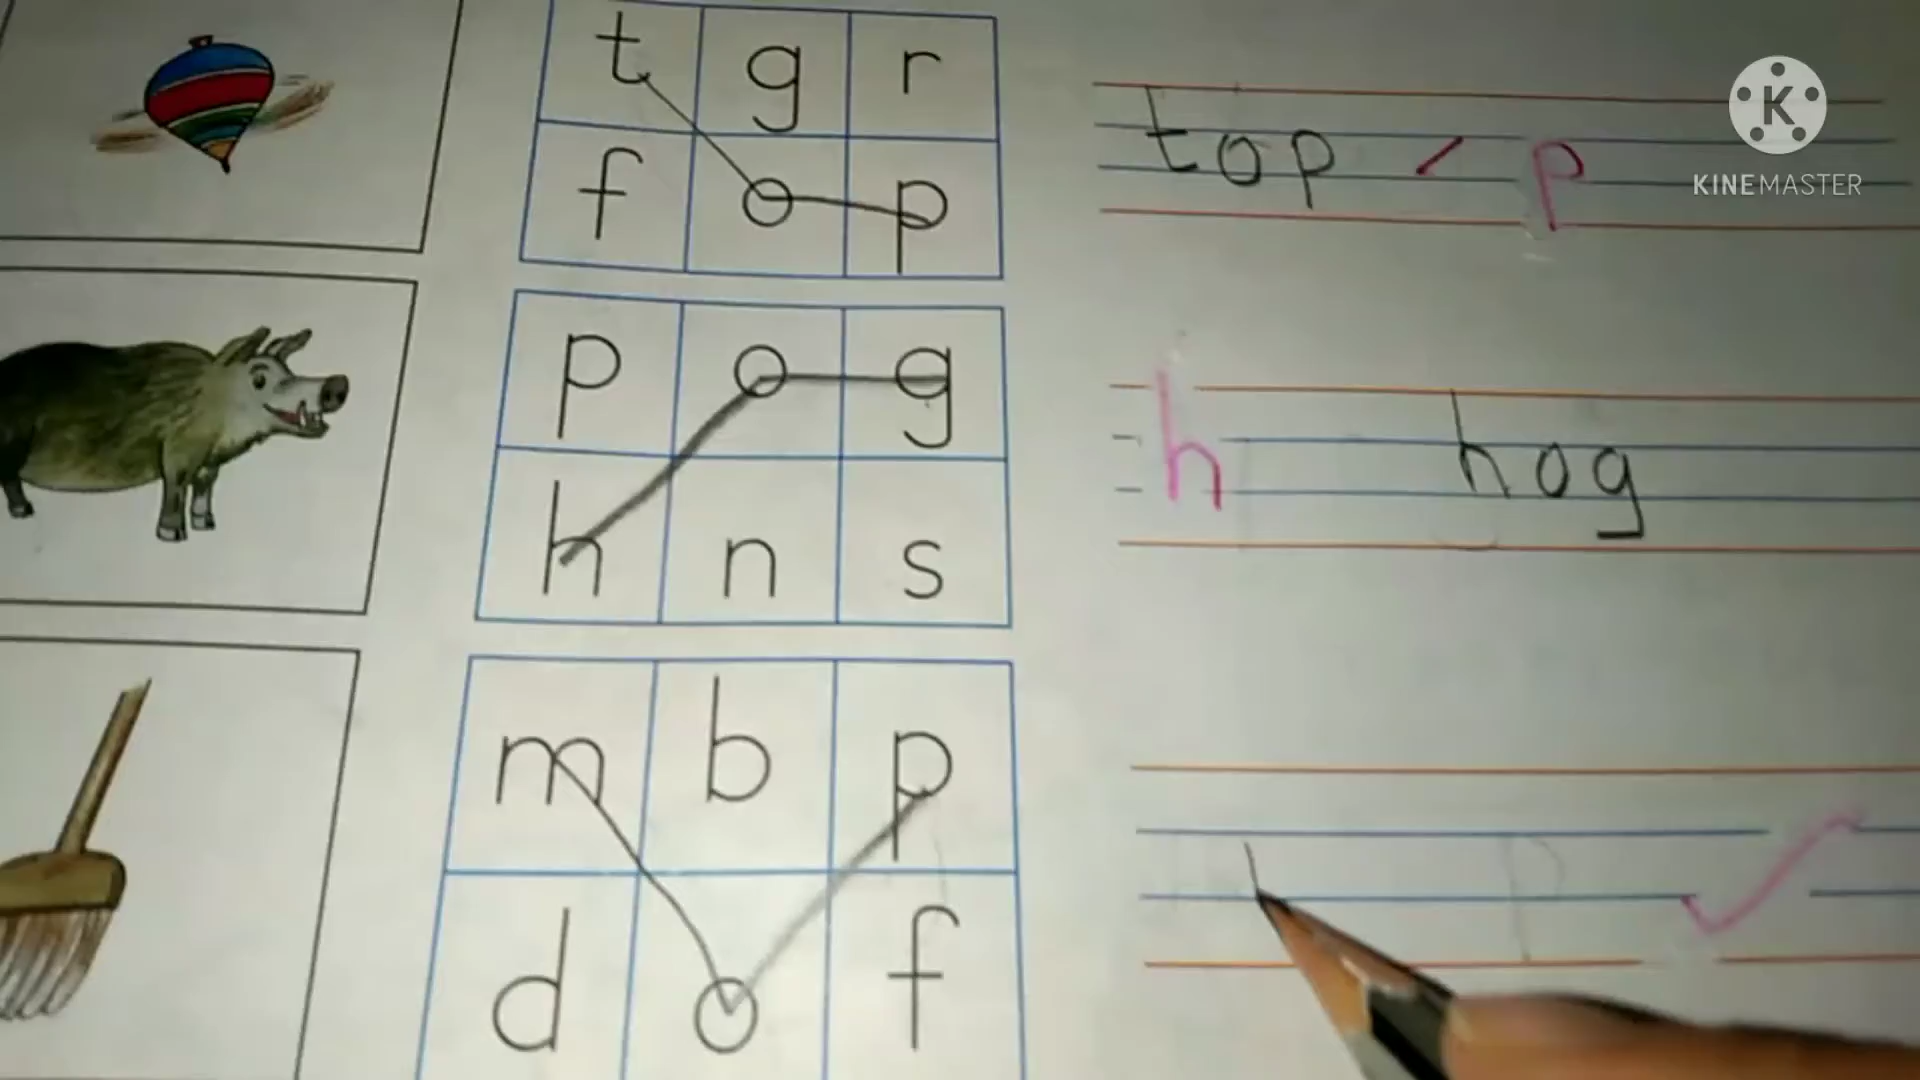 t g r
f o p
top p
K
KINEMASTER
p o g
h n s
h hog
m b p
d o f
p